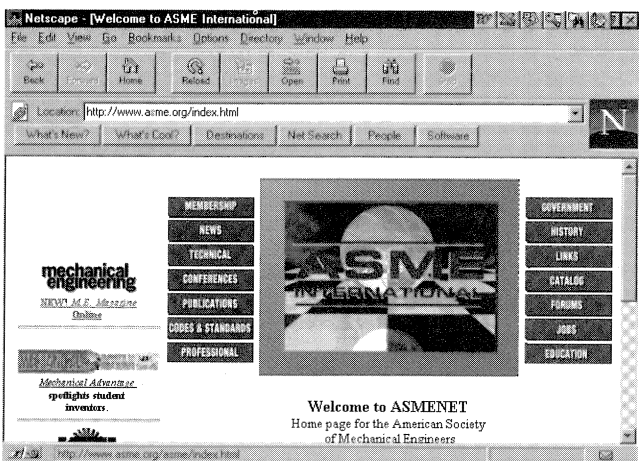 Netscape - [Welcome to ASME International]
File Edit View Go Bookmarks Options Directory Window Help
Back Forward Home Reload Images Open Print Find Stop
Location: http://www.asme.org/index.html
What's New? What's Cool? Destinations Net Search People Software
N
MEMBERSHIP
NEWS
TECHNICAL
CONFERENCES
PUBLICATIONS
CODES & STANDARDS
PROFESSIONAL
mechanical
engineering
NEW! M.E. Magazine
Online
Mechanical Advantage
spotlights student
inventors.
ASME
INTERNATIONAL
GOVERNMENT
HISTORY
LINKS
CATALOG
FORUMS
JOBS
EDUCATION
Welcome to ASMENET
Home page for the American Society
of Mechanical Engineers
http://www.asme.org/asme/index.html